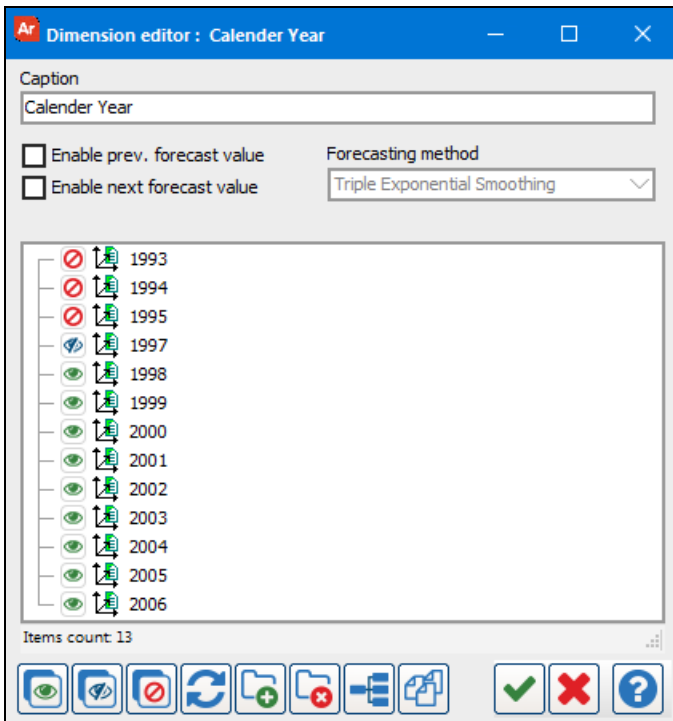 Ar Dimension editor : Calender Year
Caption
Calender Year
Enable prev. forecast value Forecasting method
Enable next forecast value Triple Exponential Smoothing
1993
1994
1995
1997
1998
1999
2000
2001
2002
2003
2004
2005
2006
Items count: 13